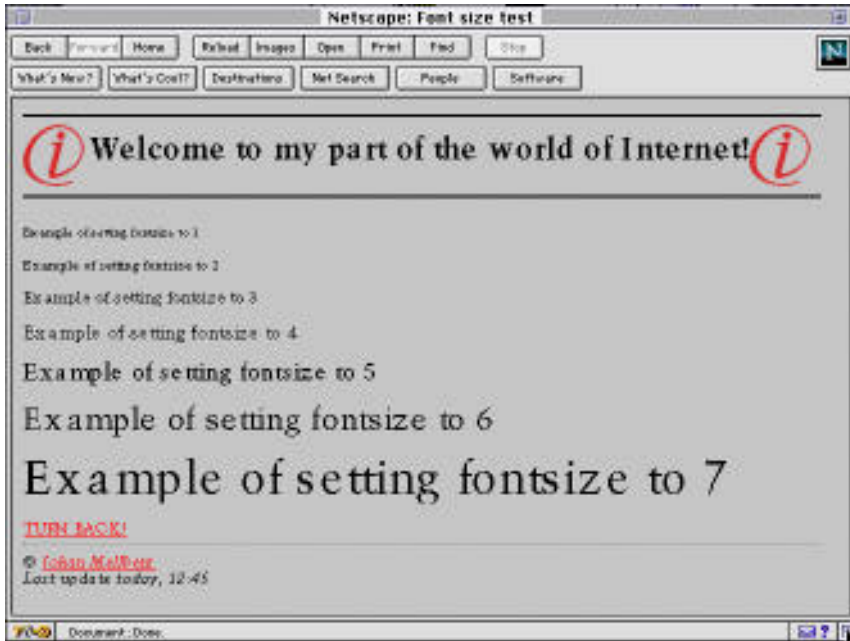 Netscape: Font size test
Back Forward Home Reload Images Open Print Find Stop
What's New? What's Cool? Destinations Net Search People Software
i Welcome to my part of the world of Internet! i
Example of setting fontsize to 1
Example of setting fontsize to 2
Example of setting fontsize to 3
Example of setting fontsize to 4
Example of setting fontsize to 5
Example of setting fontsize to 6
Example of setting fontsize to 7
TURN BACK!
© Johan
Last update today, 12:45
Document: Done.